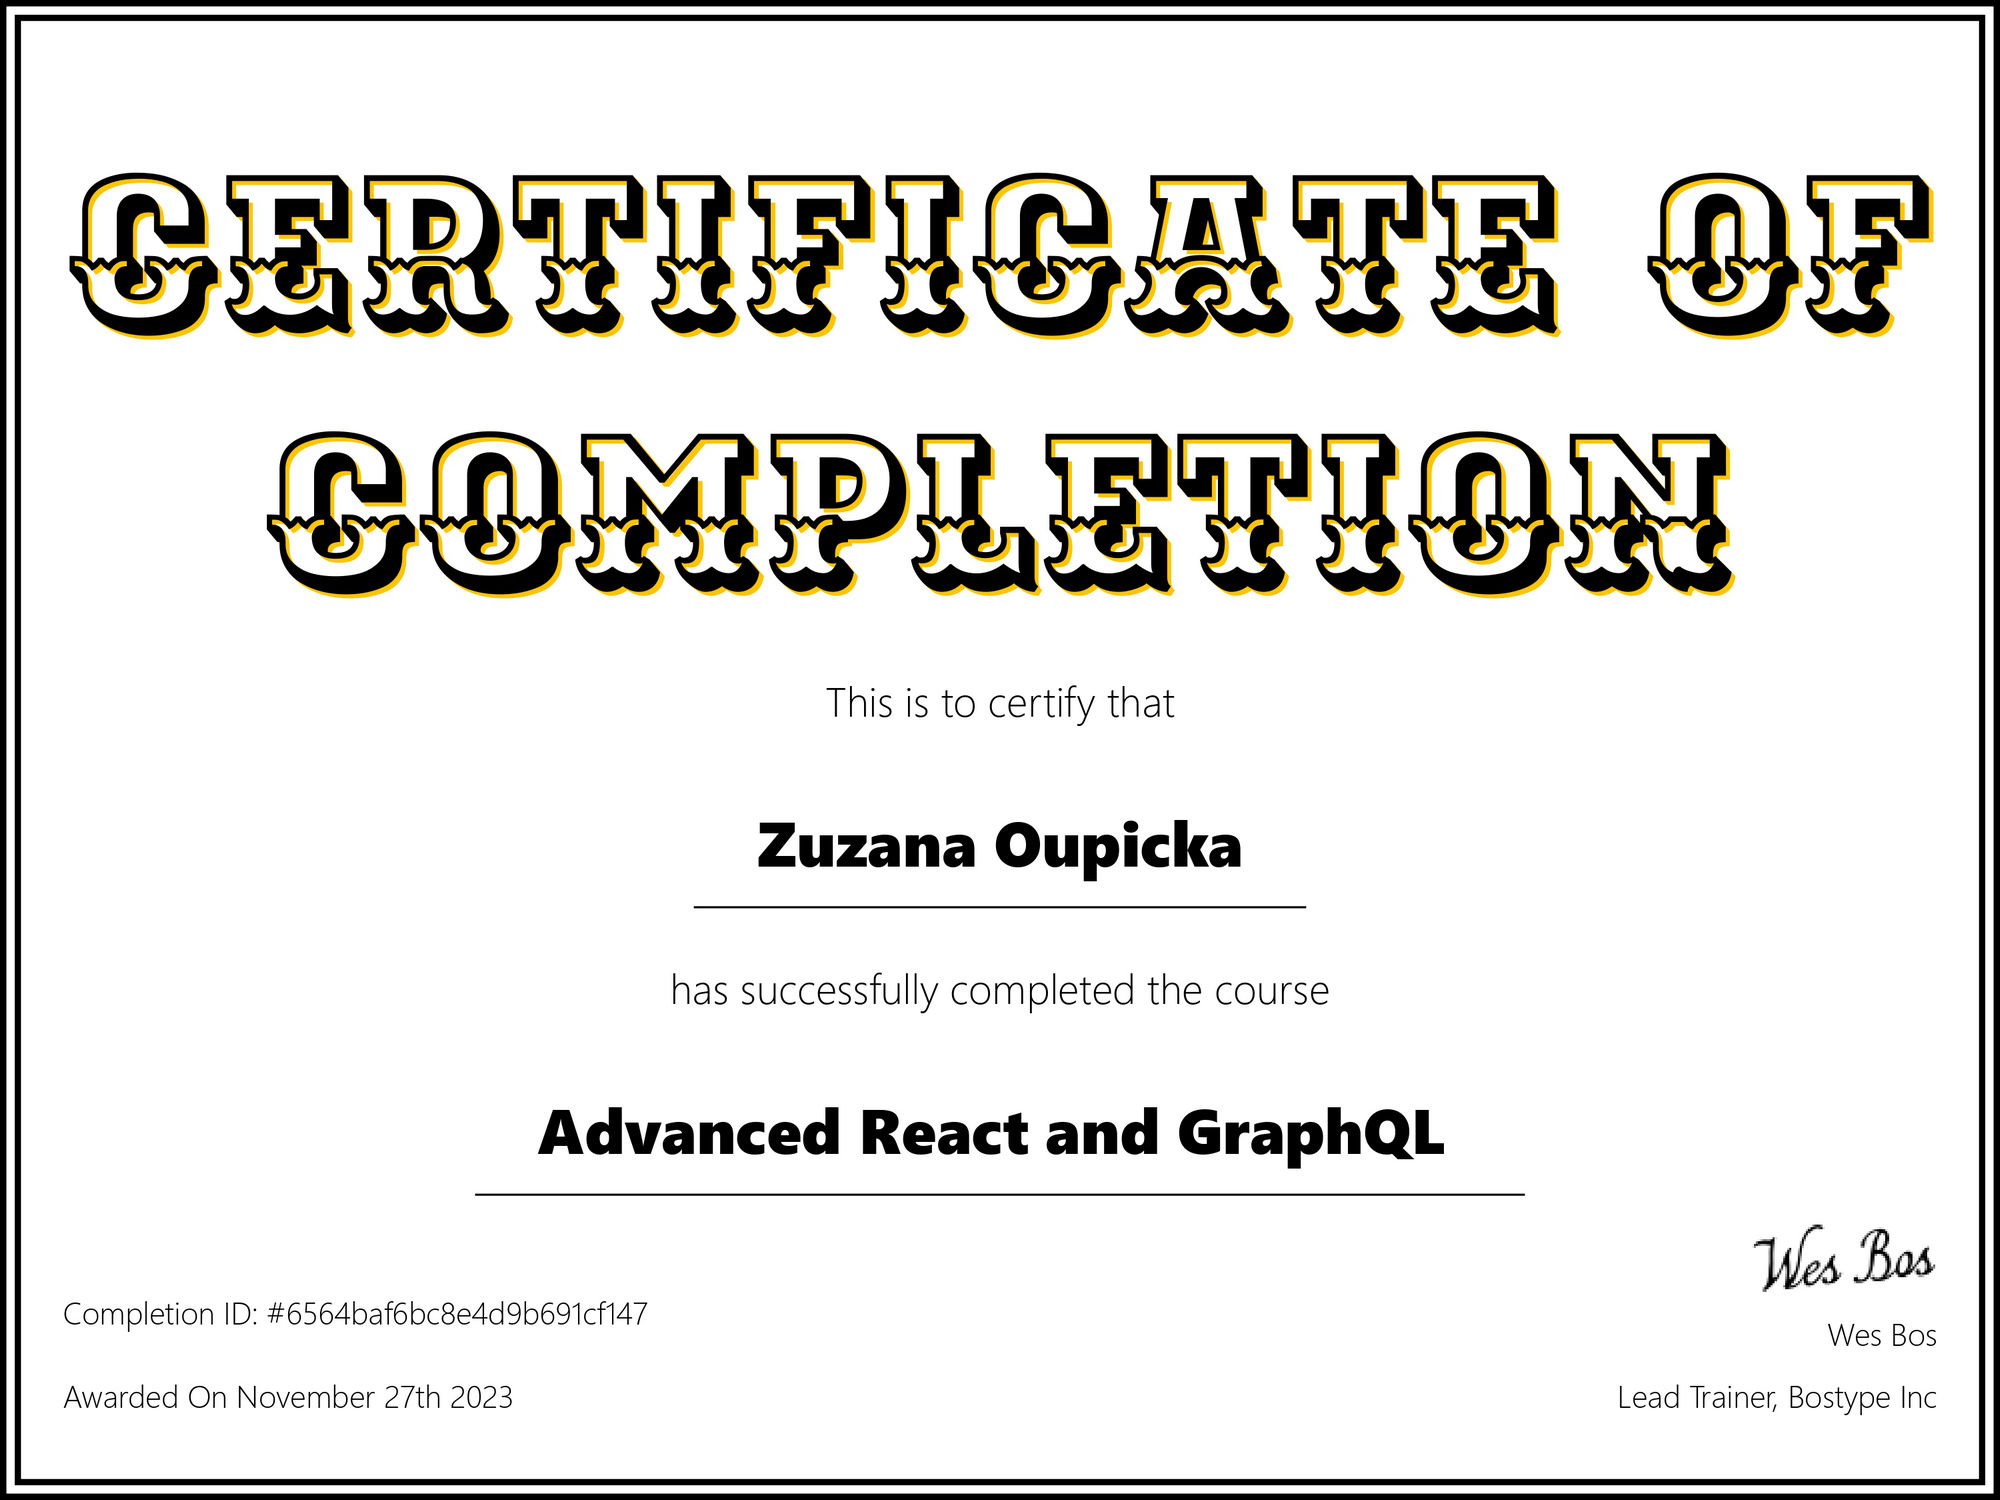 CERTIFICATE OF
COMPLETION
This is to certify that
Zuzana Oupicka
has successfully completed the course
Advanced React and GraphQL
Wes Bos
Completion ID: #6564baf6bc8e4d9b691cf147
Wes Bos
Awarded On November 27th 2023
Lead Trainer, Bostype Inc